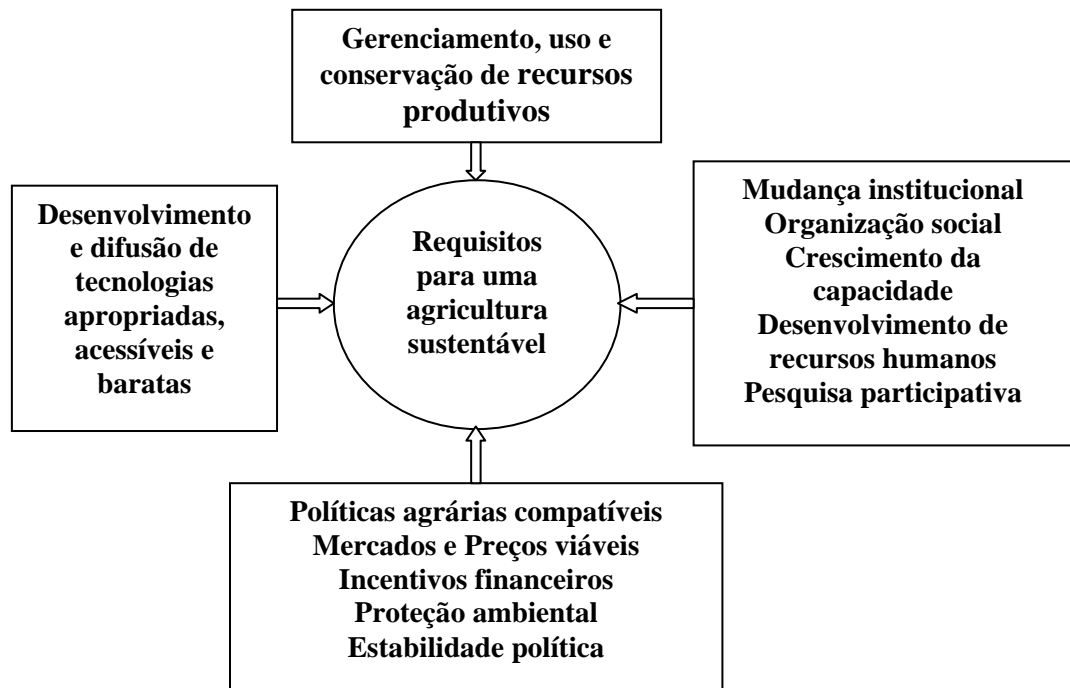 Gerenciamento, uso e
conservação de recursos
produtivos
Desenvolvimento
e difusão de
tecnologias
apropriadas,
acessíveis e
baratas
Requisitos
para uma
agricultura
sustentável
Mudança institucional
Organização social
Crescimento da
capacidade
Desenvolvimento de
recursos humanos
Pesquisa participativa
Políticas agrárias compatíveis
Mercados e Preços viáveis
Incentivos financeiros
Proteção ambiental
Estabilidade política